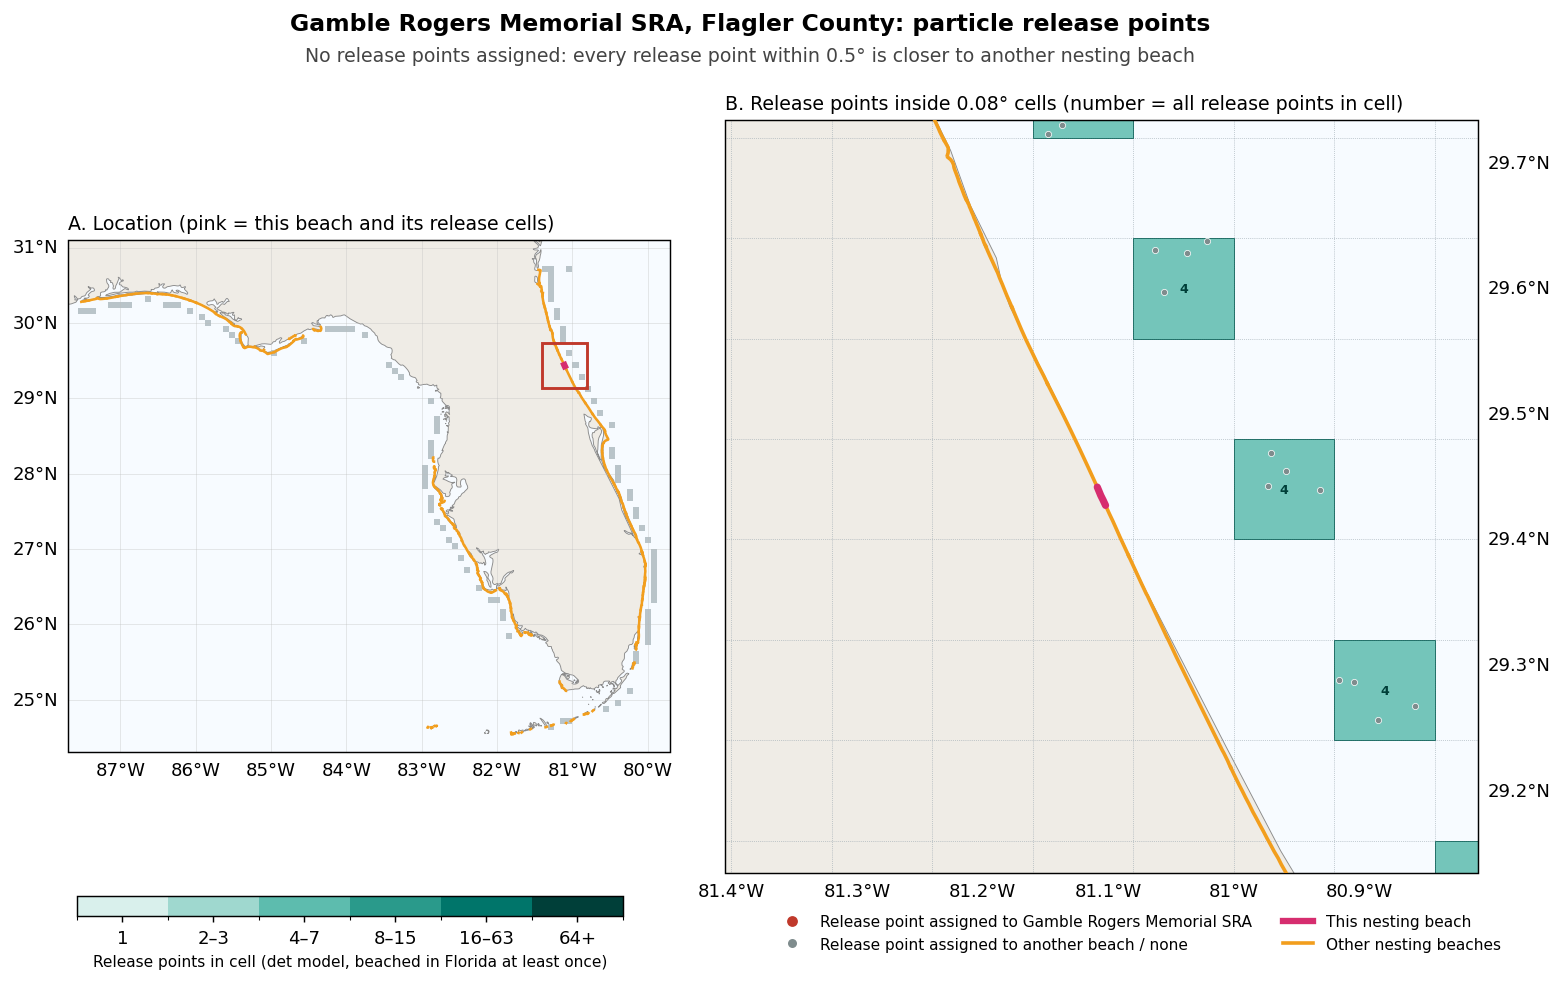 Gamble Rogers Memorial SRA, Flagler County: particle release points
No release points assigned: every release point within 0.5° is closer to another nesting beach
A. Location (pink = this beach and its release cells)
31°N
30°N
29°N
28°N
27°N
26°N
25°N
87°W 86°W 85°W 84°W 83°W 82°W 81°W 80°W
1 2–3 4–7 8–15 16–63 64+
Release points in cell (det model, beached in Florida at least once)
B. Release points inside 0.08° cells (number = all release points in cell)
4
4
4
29.7°N
29.6°N
29.5°N
29.4°N
29.3°N
29.2°N
81.4°W 81.3°W 81.2°W 81.1°W 81°W 80.9°W
Release point assigned to Gamble Rogers Memorial SRA
Release point assigned to another beach / none
This nesting beach
Other nesting beaches